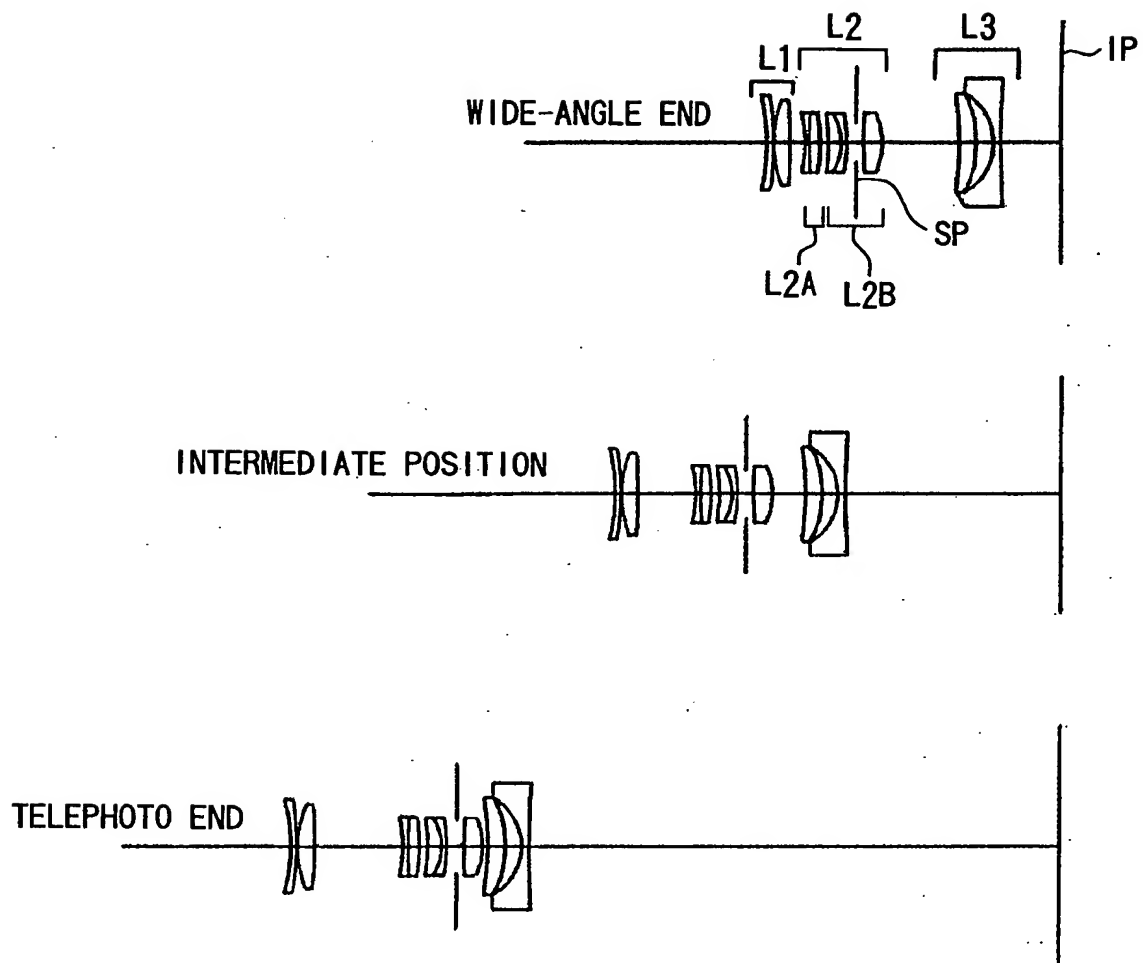 L2
L3
IP
L1
WIDE-ANGLE END
SP
L2A
L2B
INTERMEDIATE POSITION
TELEPHOTO END